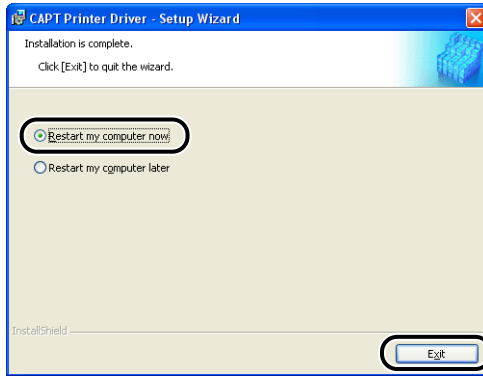 CAPT Printer Driver - Setup Wizard
Installation is complete.
Click [Exit] to quit the wizard.
Restart my computer now
Restart my computer later
InstallShield
Exit